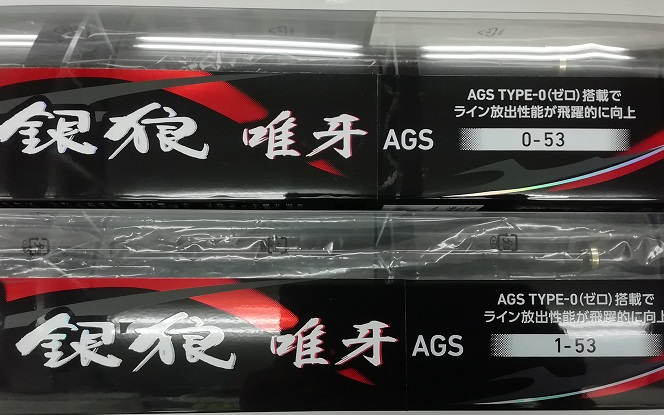 銀狼 唯牙 AGS
AGS TYPE-0(ゼロ)搭載で
ライン放出性能が飛躍的に向上
0-53
銀狼 唯牙 AGS
AGS TYPE-0(ゼロ)搭載で
ライン放出性能が飛躍的に向上
1-53